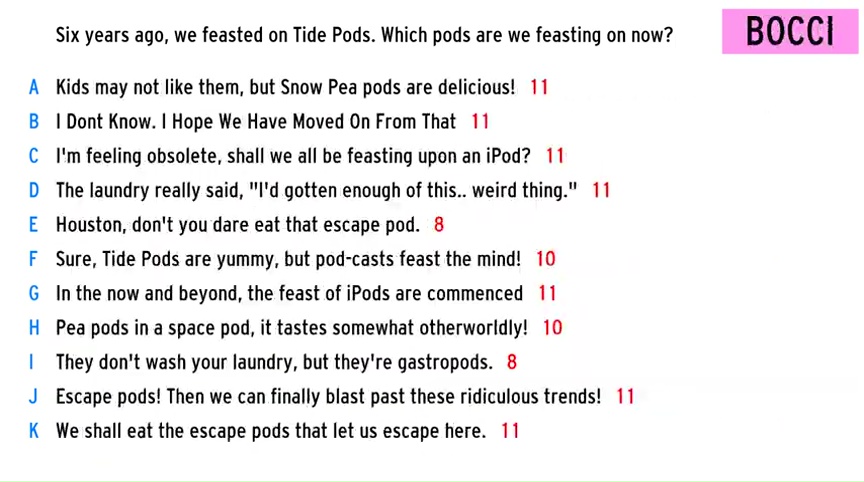 Six years ago, we feasted on Tide Pods. Which pods are we feasting on now?
BOCCI
A Kids may not like them, but Snow Pea pods are delicious! 11
B I Dont Know. I Hope We Have Moved On From That 11
C I'm feeling obsolete, shall we all be feasting upon an iPod? 11
D The laundry really said, "I'd gotten enough of this.. weird thing." 11
E Houston, don't you dare eat that escape pod. 8
F Sure, Tide Pods are yummy, but pod-casts feast the mind! 10
G In the now and beyond, the feast of iPods are commenced 11
H Pea pods in a space pod, it tastes somewhat otherworldly! 10
I They don't wash your laundry, but they're gastropods. 8
J Escape pods! Then we can finally blast past these ridiculous trends! 11
K We shall eat the escape pods that let us escape here. 11